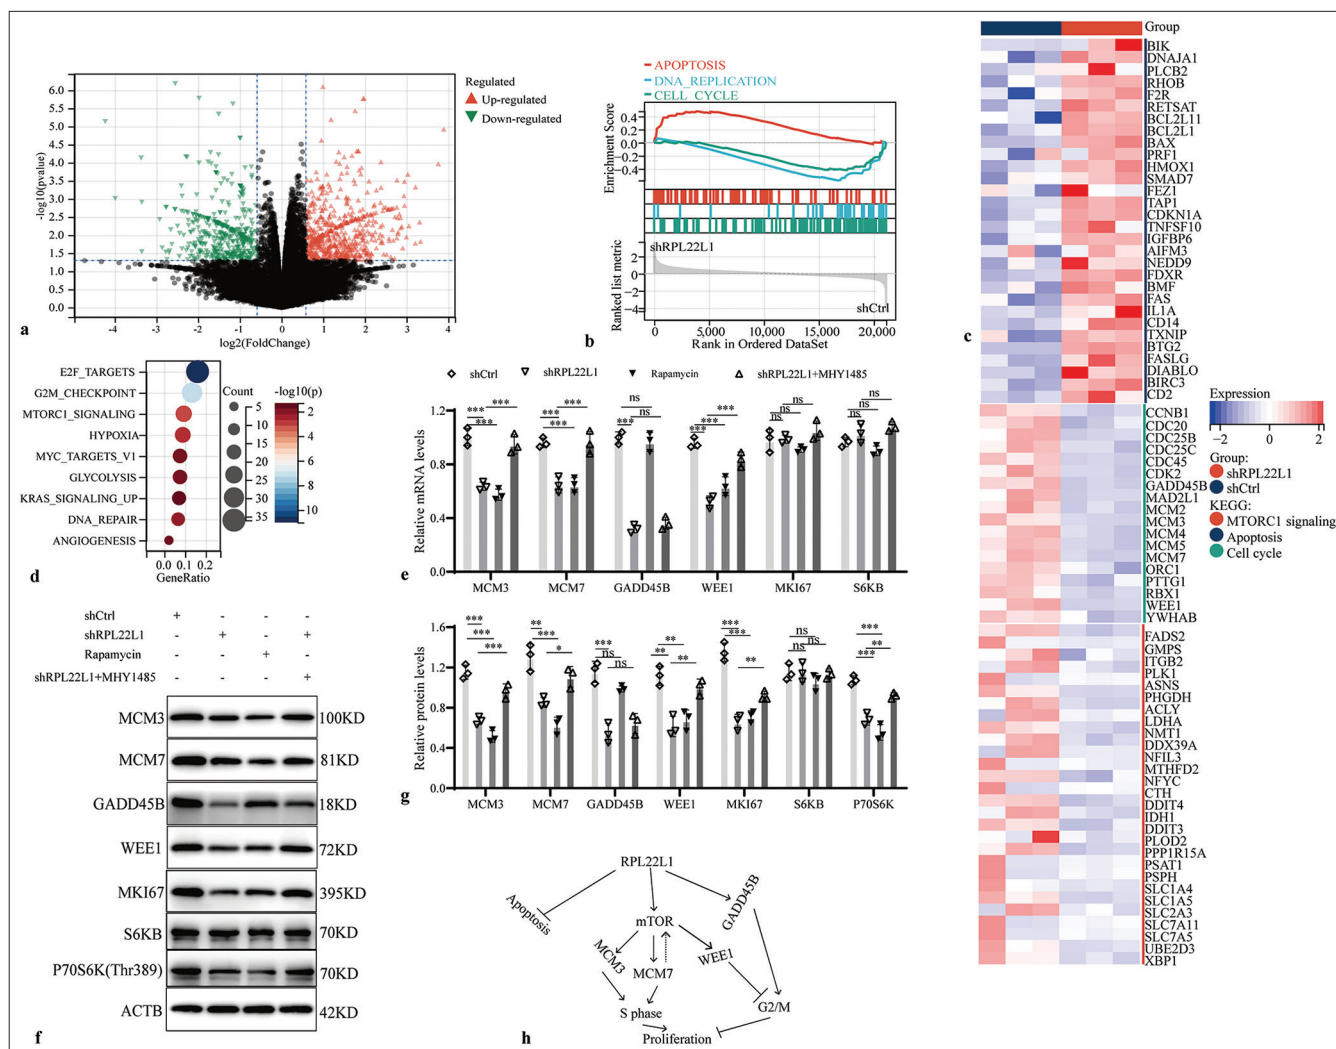 Regulated
Up-regulated
Down-regulated
6.0
5.5
5.0
4.5
4.0
3.5
3.0
2.5
2.0
1.5
1.0
0.5
0.0
-log10(pvalue)
-4 -2 0 2 4
log2(FoldChange)
a
APOPTOSIS
DNA_REPLICATION
CELL_CYCLE
Enrichment Score
0.4
0.2
0.0
−0.2
−0.4
shRPL22L1
Ranked list metric
2
0
−2
−4
shCtrl
0 5,000 10,000 15,000 20,000
Rank in Ordered DataSet
b
Group
BIK
DNAJA1
PLCB2
RHOB
F2R
RETSAT
BCL2L11
BCL2L1
BAX
PRF1
HMOX1
SMAD7
FEZ1
TAP1
CDKN1A
TNFSF10
IGFBP6
AIFM3
NEDD9
FDXR
BMF
FAS
IL1A
CD14
TXNIP
BTG2
FASLG
DIABLO
BIRC3
CD2
CCNB1
CDC20
CDC25B
CDC25C
CDC45
CDK2
GADD45B
MAD2L1
MCM2
MCM3
MCM4
MCM5
MCM7
ORC1
PTTG1
RBX1
WEE1
YWHAB
FADS2
GMPS
ITGB2
PLK1
ASNS
PHGDH
ACLY
LDHA
NMT1
DDX39A
NFIL3
MTHFD2
NFYC
CTH
DDIT4
IDH1
DDIT3
PLOD2
PPP1R15A
PSAT1
PSPH
SLC1A4
SLC1A5
SLC2A3
SLC7A11
SLC7A5
UBE2D3
XBP1
c
Expression
−2 0 2
Group:
shRPL22L1
shCtrl
KEGG:
MTORC1 signaling
Apoptosis
Cell cycle
E2F_TARGETS
G2M_CHECKPOINT
MTORC1_SIGNALING
HYPOXIA
MYC_TARGETS_V1
GLYCOLYSIS
KRAS_SIGNALING_UP
DNA_REPAIR
ANGIOGENESIS
0.0 0.1 0.2
GeneRatio
Count
5
10
15
20
25
30
35
-log10(p)
2
4
6
8
10
d
shCtrl shRPL22L1 Rapamycin shRPL22L1+MHY1485
Relative mRNA levels
1.2
0.8
0.4
0.0
*** *** *** *** *** *** *** ns ns *** *** *** ns ns ns ns ns ns
MCM3 MCM7 GADD45B WEE1 MKI67 S6KB
e
shCtrl + - - -
shRPL22L1 - + - +
Rapamycin - - + -
shRPL22L1+MHY1485 - - - +
MCM3 100KD
MCM7 81KD
GADD45B 18KD
WEE1 72KD
MKI67 395KD
S6KB 70KD
P70S6K(Thr389) 70KD
ACTB 42KD
f
Relative protein levels
1.6
1.2
0.8
0.4
0.0
*** *** *** ** *** * *** ns ns ** ** ** *** *** ** ns ns ns *** *** **
MCM3 MCM7 GADD45B WEE1 MKI67 S6KB P70S6K
g
RPL22L1
Apoptosis
mTOR
GADD45B
MCM3
MCM7
WEE1
S phase
G2/M
Proliferation
h